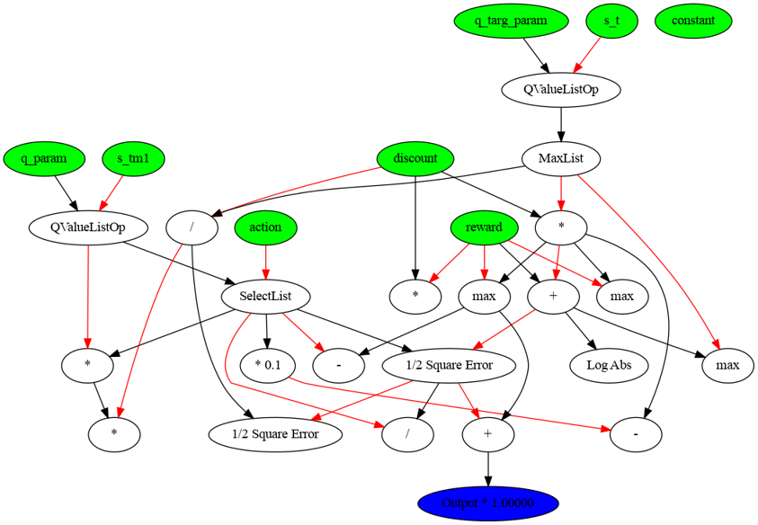 q_targ_param
s_t
constant
QValueListOp
q_param
s_tm1
discount
MaxList
QValueListOp
/
action
reward
*
SelectList
*
max
+
max
*
* 0.1
-
1/2 Square Error
Log Abs
max
*
1/2 Square Error
/
+
-
Output * 1.00000